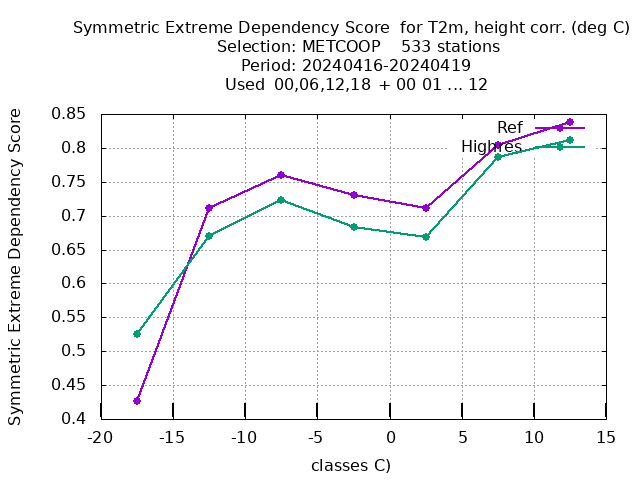 Symmetric Extreme Dependency Score  for T2m, height corr. (deg C)
Selection: METCOOP    533 stations
Period: 20240416-20240419
Used  00,06,12,18 + 00 01 ... 12
Symmetric Extreme Dependency Score
0.85
0.8
0.75
0.7
0.65
0.6
0.55
0.5
0.45
0.4
Ref
Highres
-20 -15 -10 -5 0 5 10 15
classes C)